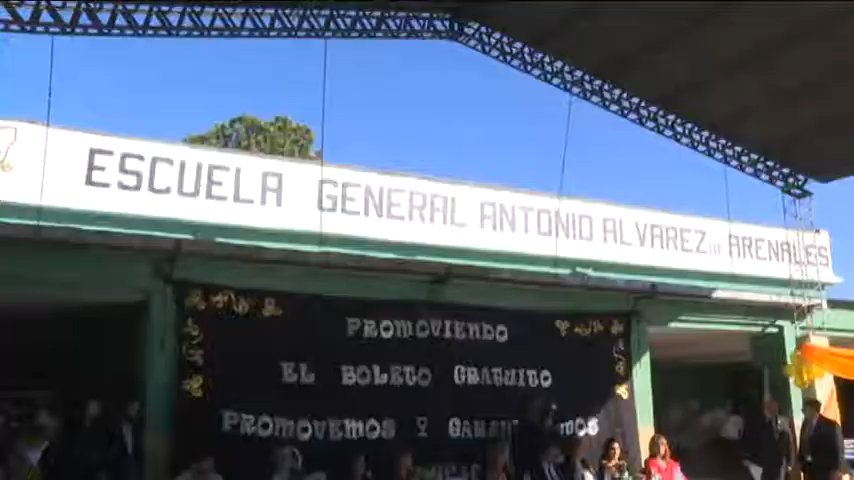 ESCUELA GENERAL ANTONIO ALVAREZ DE ARENALES
PROMOVIENDO
EL BOLETO GRATUITO
PROMOVEMOS Y